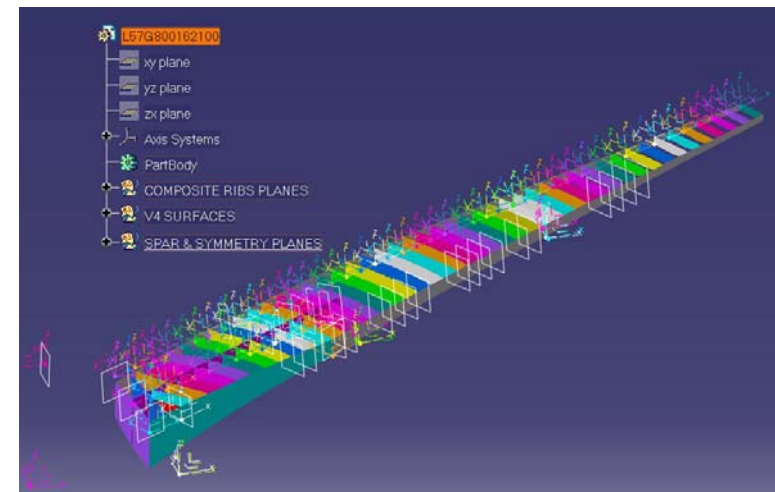 L57G800162100
xy plane
yz plane
zx plane
Axis Systems
PartBody
COMPOSITE RIBS PLANES
V4 SURFACES
SPAR & SYMMETRY PLANES